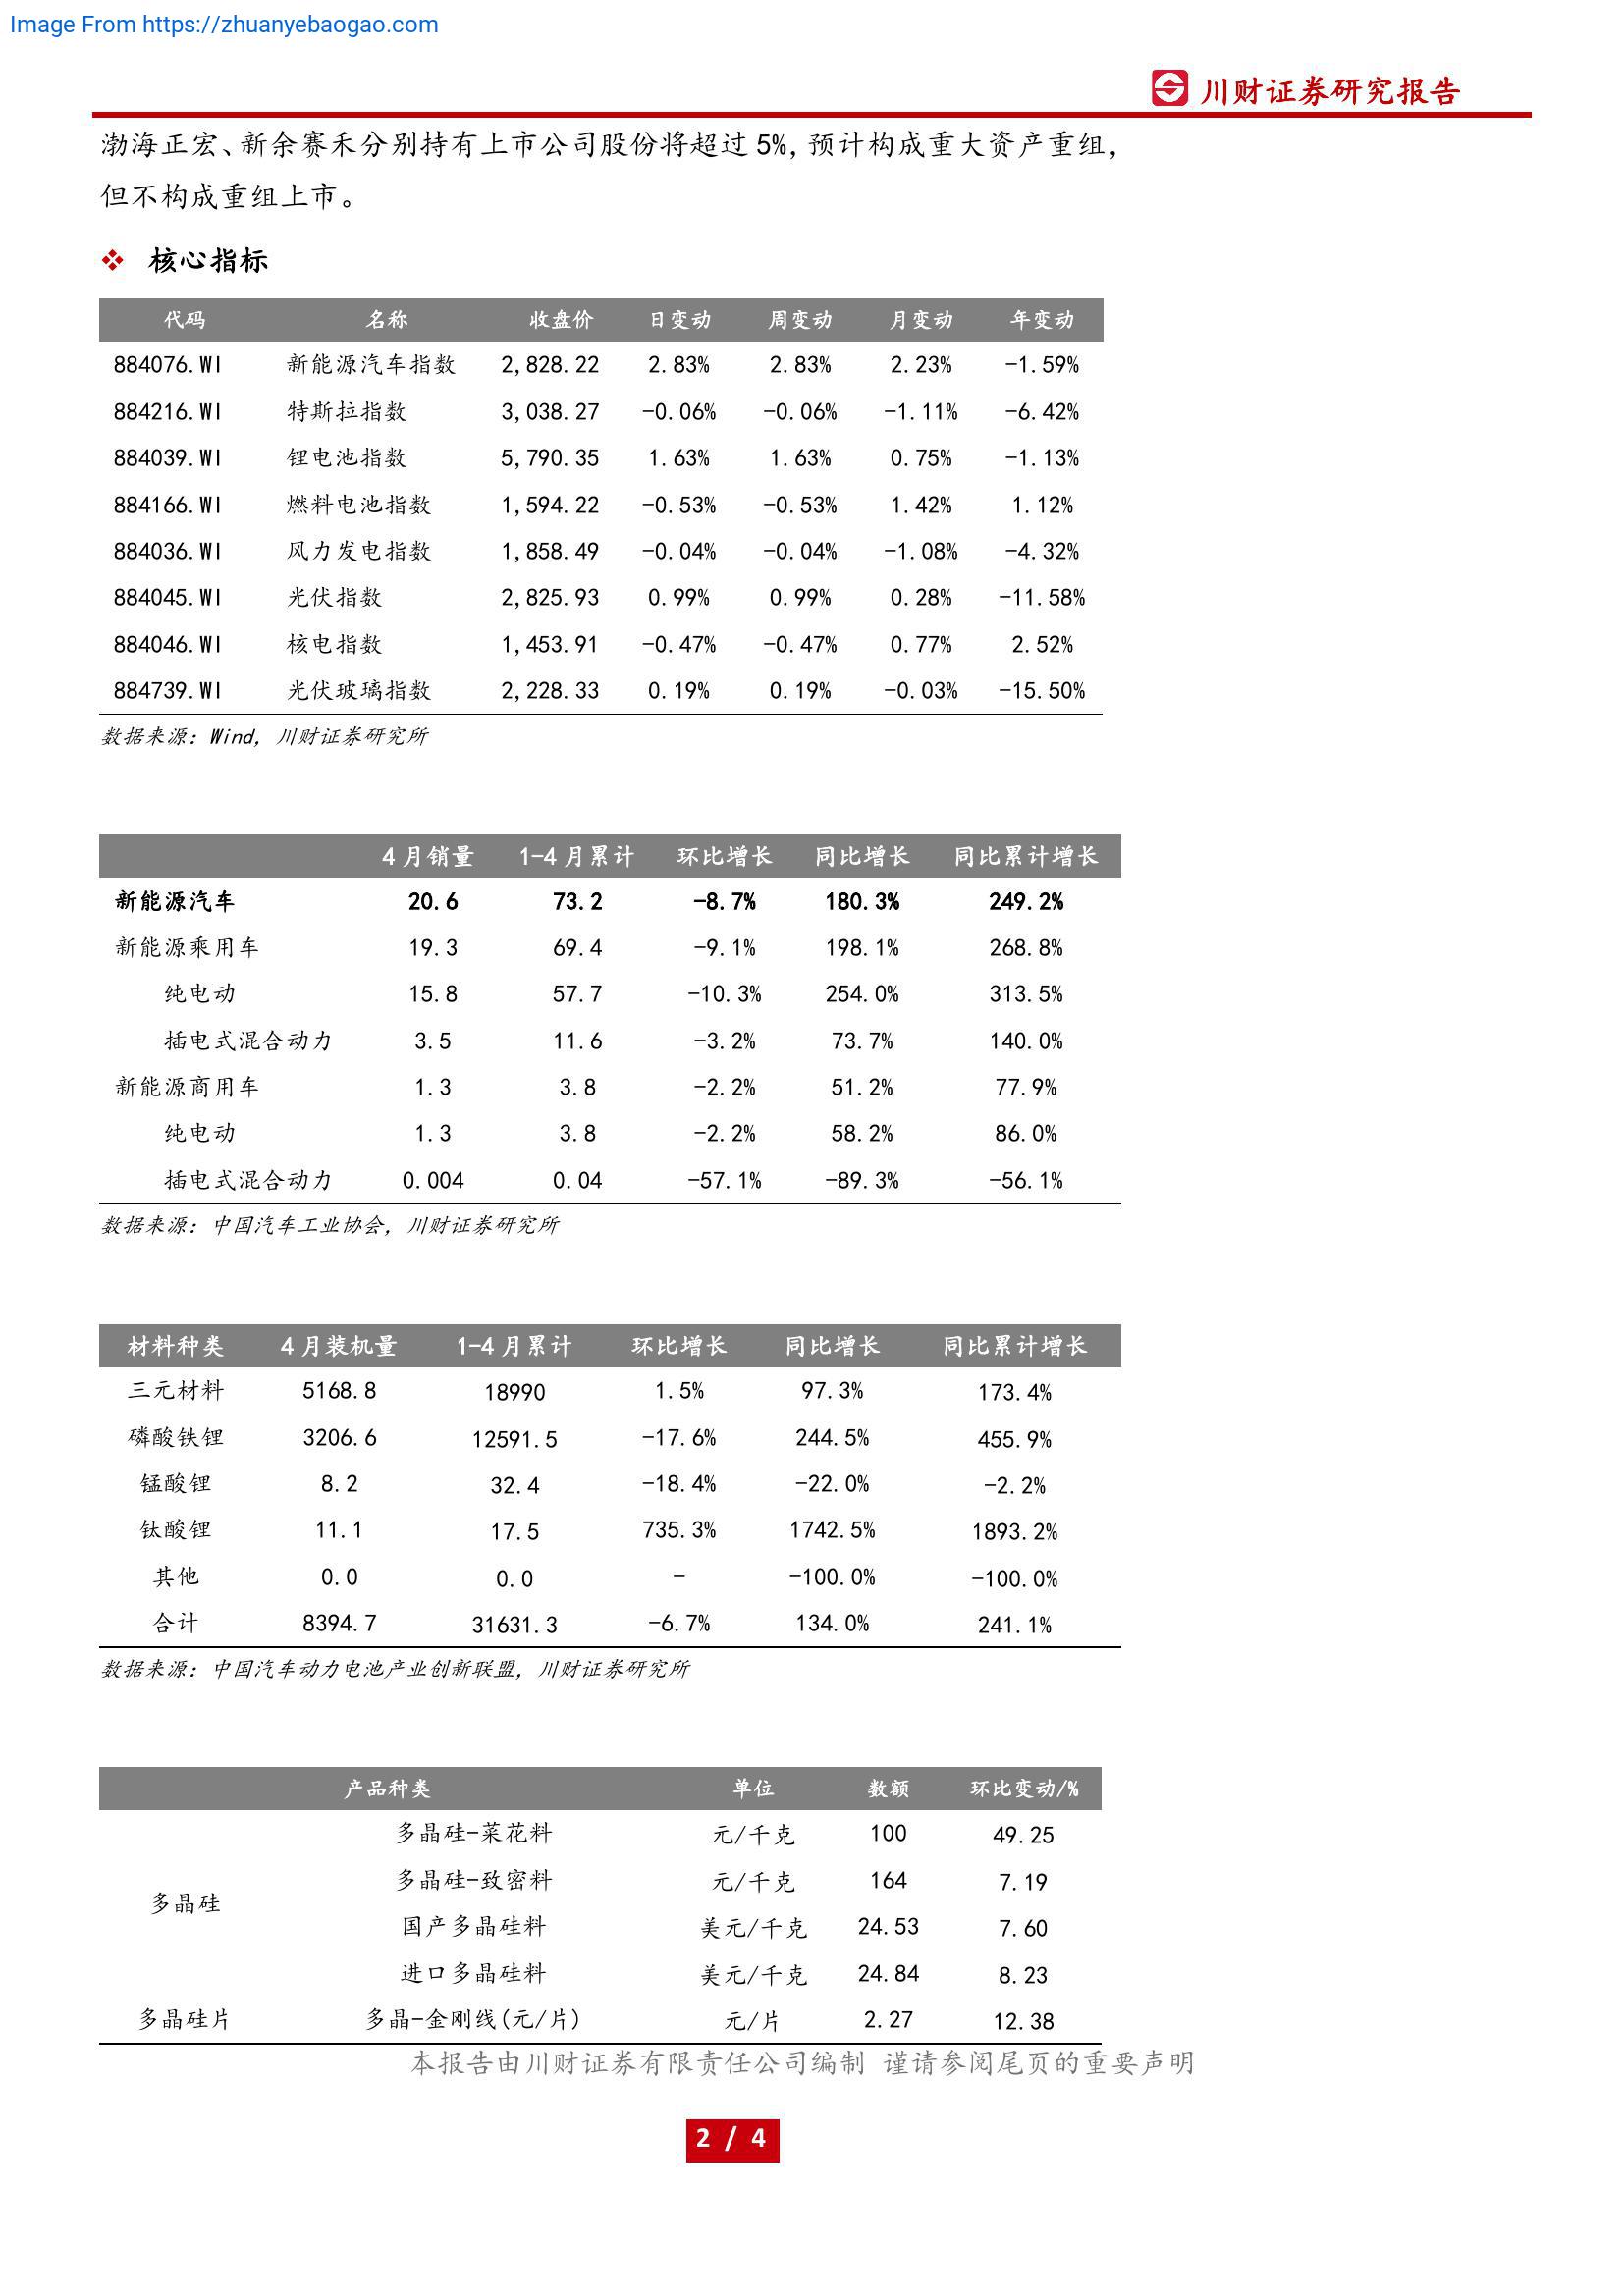 Image From https://zhuanyebaogao.com
川财证券研究报告
渤海正宏、新余赛禾分别持有上市公司股份将超过 5%，预计构成重大资产重组，
但不构成重组上市。
❖ 核心指标
代码 名称 收盘价 日变动 周变动 月变动 年变动
884076.WI 新能源汽车指数 2,828.22 2.83% 2.83% 2.23% -1.59%
884216.WI 特斯拉指数 3,038.27 -0.06% -0.06% -1.11% -6.42%
884039.WI 锂电池指数 5,790.35 1.63% 1.63% 0.75% -1.13%
884166.WI 燃料电池指数 1,594.22 -0.53% -0.53% 1.42% 1.12%
884036.WI 风力发电指数 1,858.49 -0.04% -0.04% -1.08% -4.32%
884045.WI 光伏指数 2,825.93 0.99% 0.99% 0.28% -11.58%
884046.WI 核电指数 1,453.91 -0.47% -0.47% 0.77% 2.52%
884739.WI 光伏玻璃指数 2,228.33 0.19% 0.19% -0.03% -15.50%
数据来源：Wind，川财证券研究所
4 月销量 1-4 月累计 环比增长 同比增长 同比累计增长
新能源汽车 20.6 73.2 -8.7% 180.3% 249.2%
新能源乘用车 19.3 69.4 -9.1% 198.1% 268.8%
纯电动 15.8 57.7 -10.3% 254.0% 313.5%
插电式混合动力 3.5 11.6 -3.2% 73.7% 140.0%
新能源商用车 1.3 3.8 -2.2% 51.2% 77.9%
纯电动 1.3 3.8 -2.2% 58.2% 86.0%
插电式混合动力 0.004 0.04 -57.1% -89.3% -56.1%
数据来源：中国汽车工业协会，川财证券研究所
材料种类 4 月装机量 1-4 月累计 环比增长 同比增长 同比累计增长
三元材料 5168.8 18990 1.5% 97.3% 173.4%
磷酸铁锂 3206.6 12591.5 -17.6% 244.5% 455.9%
锰酸锂 8.2 32.4 -18.4% -22.0% -2.2%
钛酸锂 11.1 17.5 735.3% 1742.5% 1893.2%
其他 0.0 0.0 - -100.0% -100.0%
合计 8394.7 31631.3 -6.7% 134.0% 241.1%
数据来源：中国汽车动力电池产业创新联盟，川财证券研究所
产品种类 单位 数额 环比变动/%
多晶硅-菜花料 元/千克 100 49.25
多晶硅-致密料 元/千克 164 7.19
多晶硅
国产多晶硅料 美元/千克 24.53 7.60
进口多晶硅料 美元/千克 24.84 8.23
多晶硅片 多晶-金刚线(元/片) 元/片 2.27 12.38
本报告由川财证券有限责任公司编制 谨请参阅尾页的重要声明
2 / 4